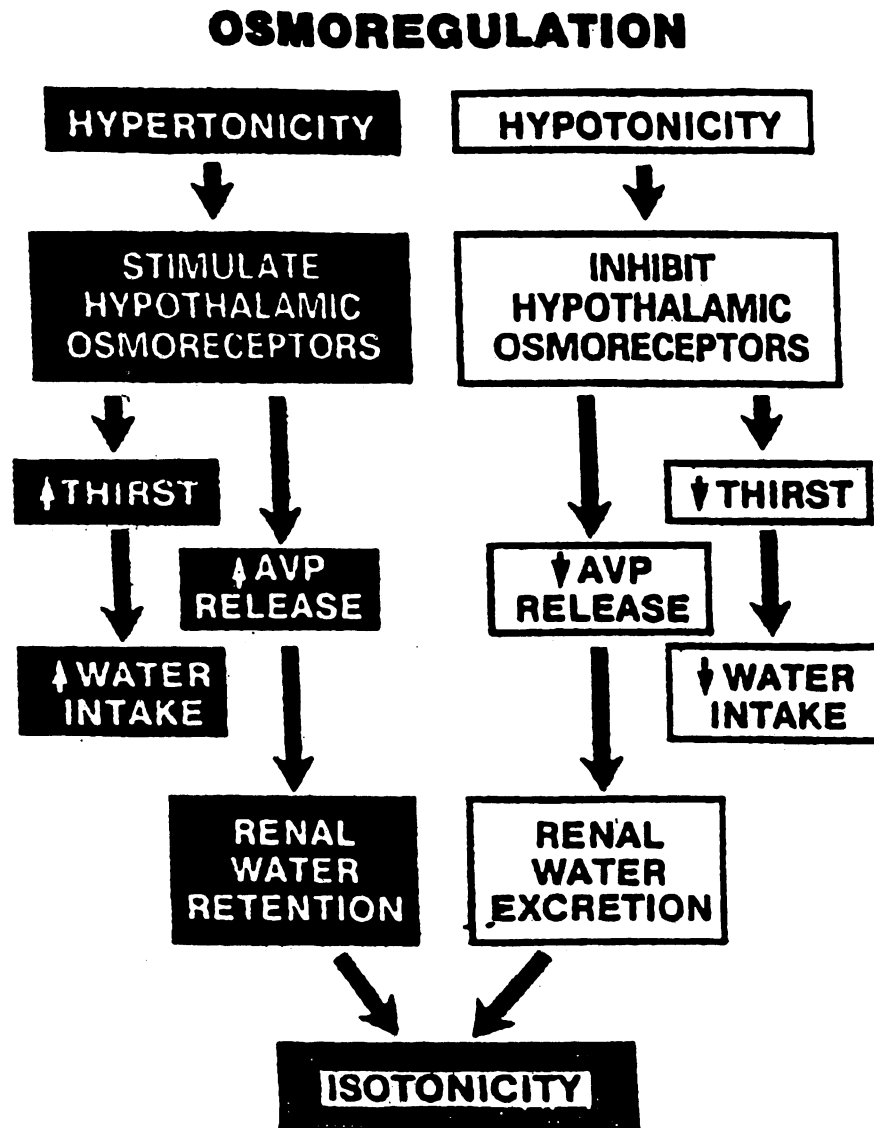 OSMOREGULATION
HYPERTONICITY
STIMULATE
HYPOTHALAMIC
OSMORECEPTORS
↑THIRST
↑AVP
RELEASE
↑WATER
INTAKE
RENAL
WATER
RETENTION
HYPOTONICITY
INHIBIT
HYPOTHALAMIC
OSMORECEPTORS
↓THIRST
↓AVP
RELEASE
↓WATER
INTAKE
RENAL
WATER
EXCRETION
ISOTONICITY